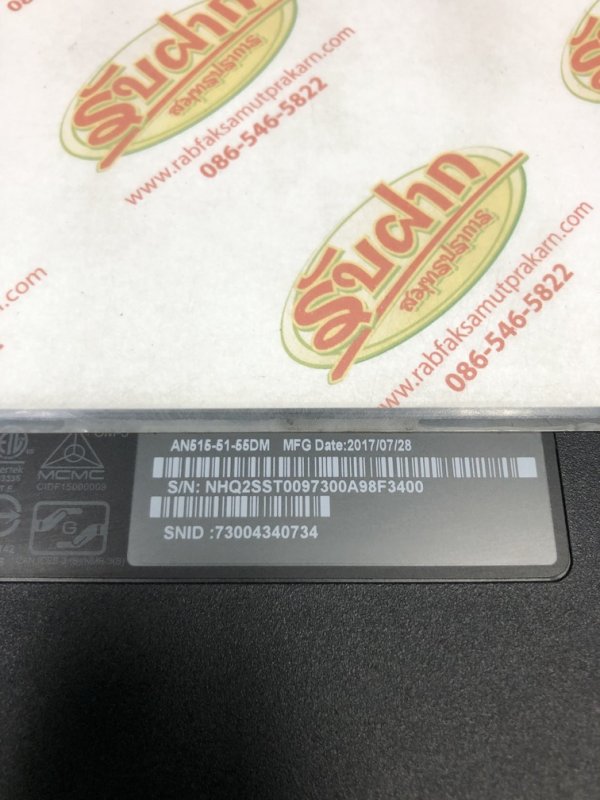 รับฝาก
สมุทรปราการ
www.rabfaksamutprakarn.com
086-546-5822
รับฝาก
สมุทรปราการ
www.rabfaksamutprakarn.com
086-546-5822
.com
AN515-51-55DM MFG Date:2017/07/28
S/N: NHQ2SST0097300A98F3400
SNID :73004340734
MCMC
CIDF15000009